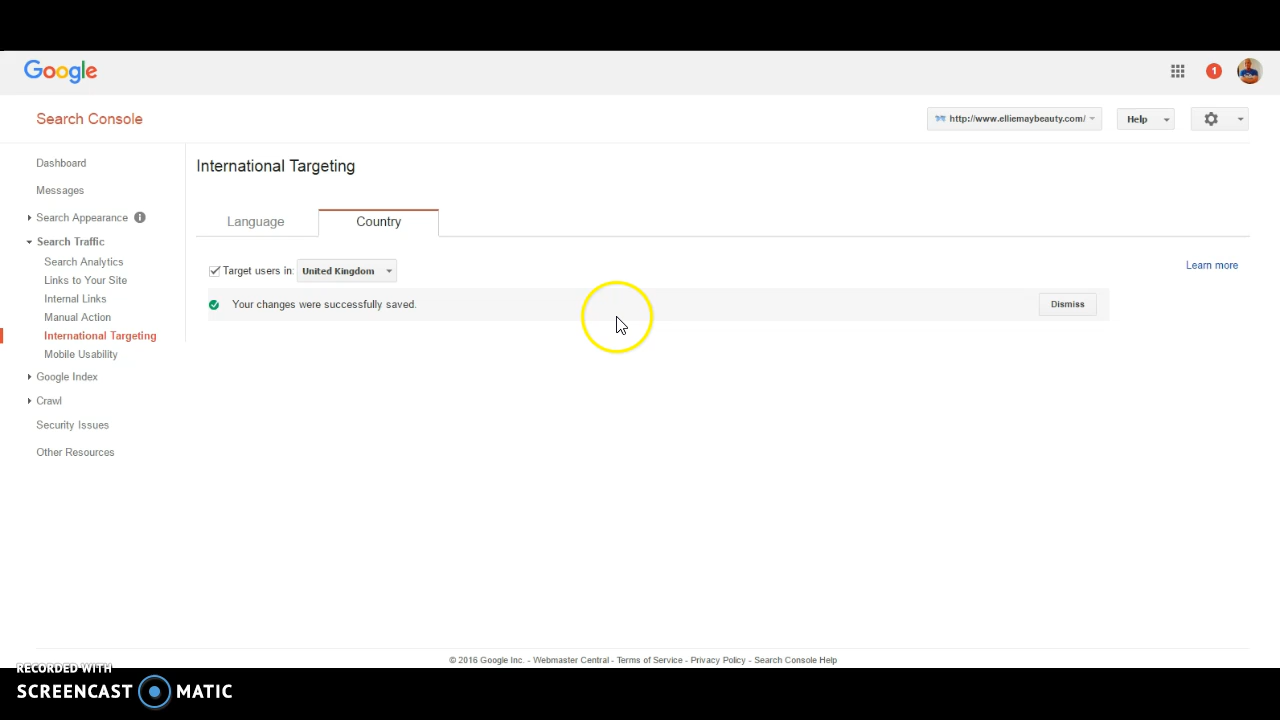 Google
1
Search Console
http://www.elliemaybeauty.com/
Help
Dashboard
Messages
Search Appearance
Search Traffic
Search Analytics
Links to Your Site
Internal Links
Manual Action
International Targeting
Mobile Usability
Google Index
Crawl
Security Issues
Other Resources
International Targeting
Language Country
Target users in: United Kingdom
Learn more
Your changes were successfully saved.
Dismiss
© 2016 Google Inc. - Webmaster Central - Terms of Service - Privacy Policy - Search Console Help
RECORDED WITH
SCREENCAST MATIC